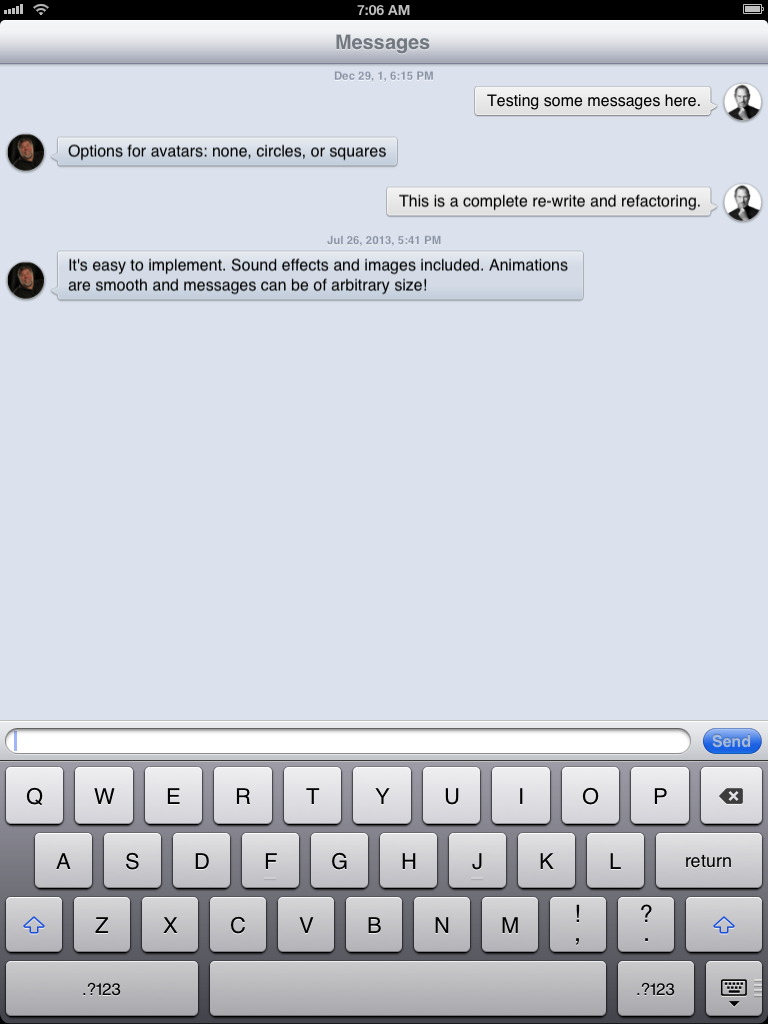 7:06 AM
Messages
Dec 29, 1, 6:15 PM
Testing some messages here.
Options for avatars: none, circles, or squares
This is a complete re-write and refactoring.
Jul 26, 2013, 5:41 PM
It's easy to implement. Sound effects and images included. Animations
are smooth and messages can be of arbitrary size!
Send
Q W E R T Y U I O P
A S D F G H J K L return
Z X C V B N M ! , ? .
.?123 .?123